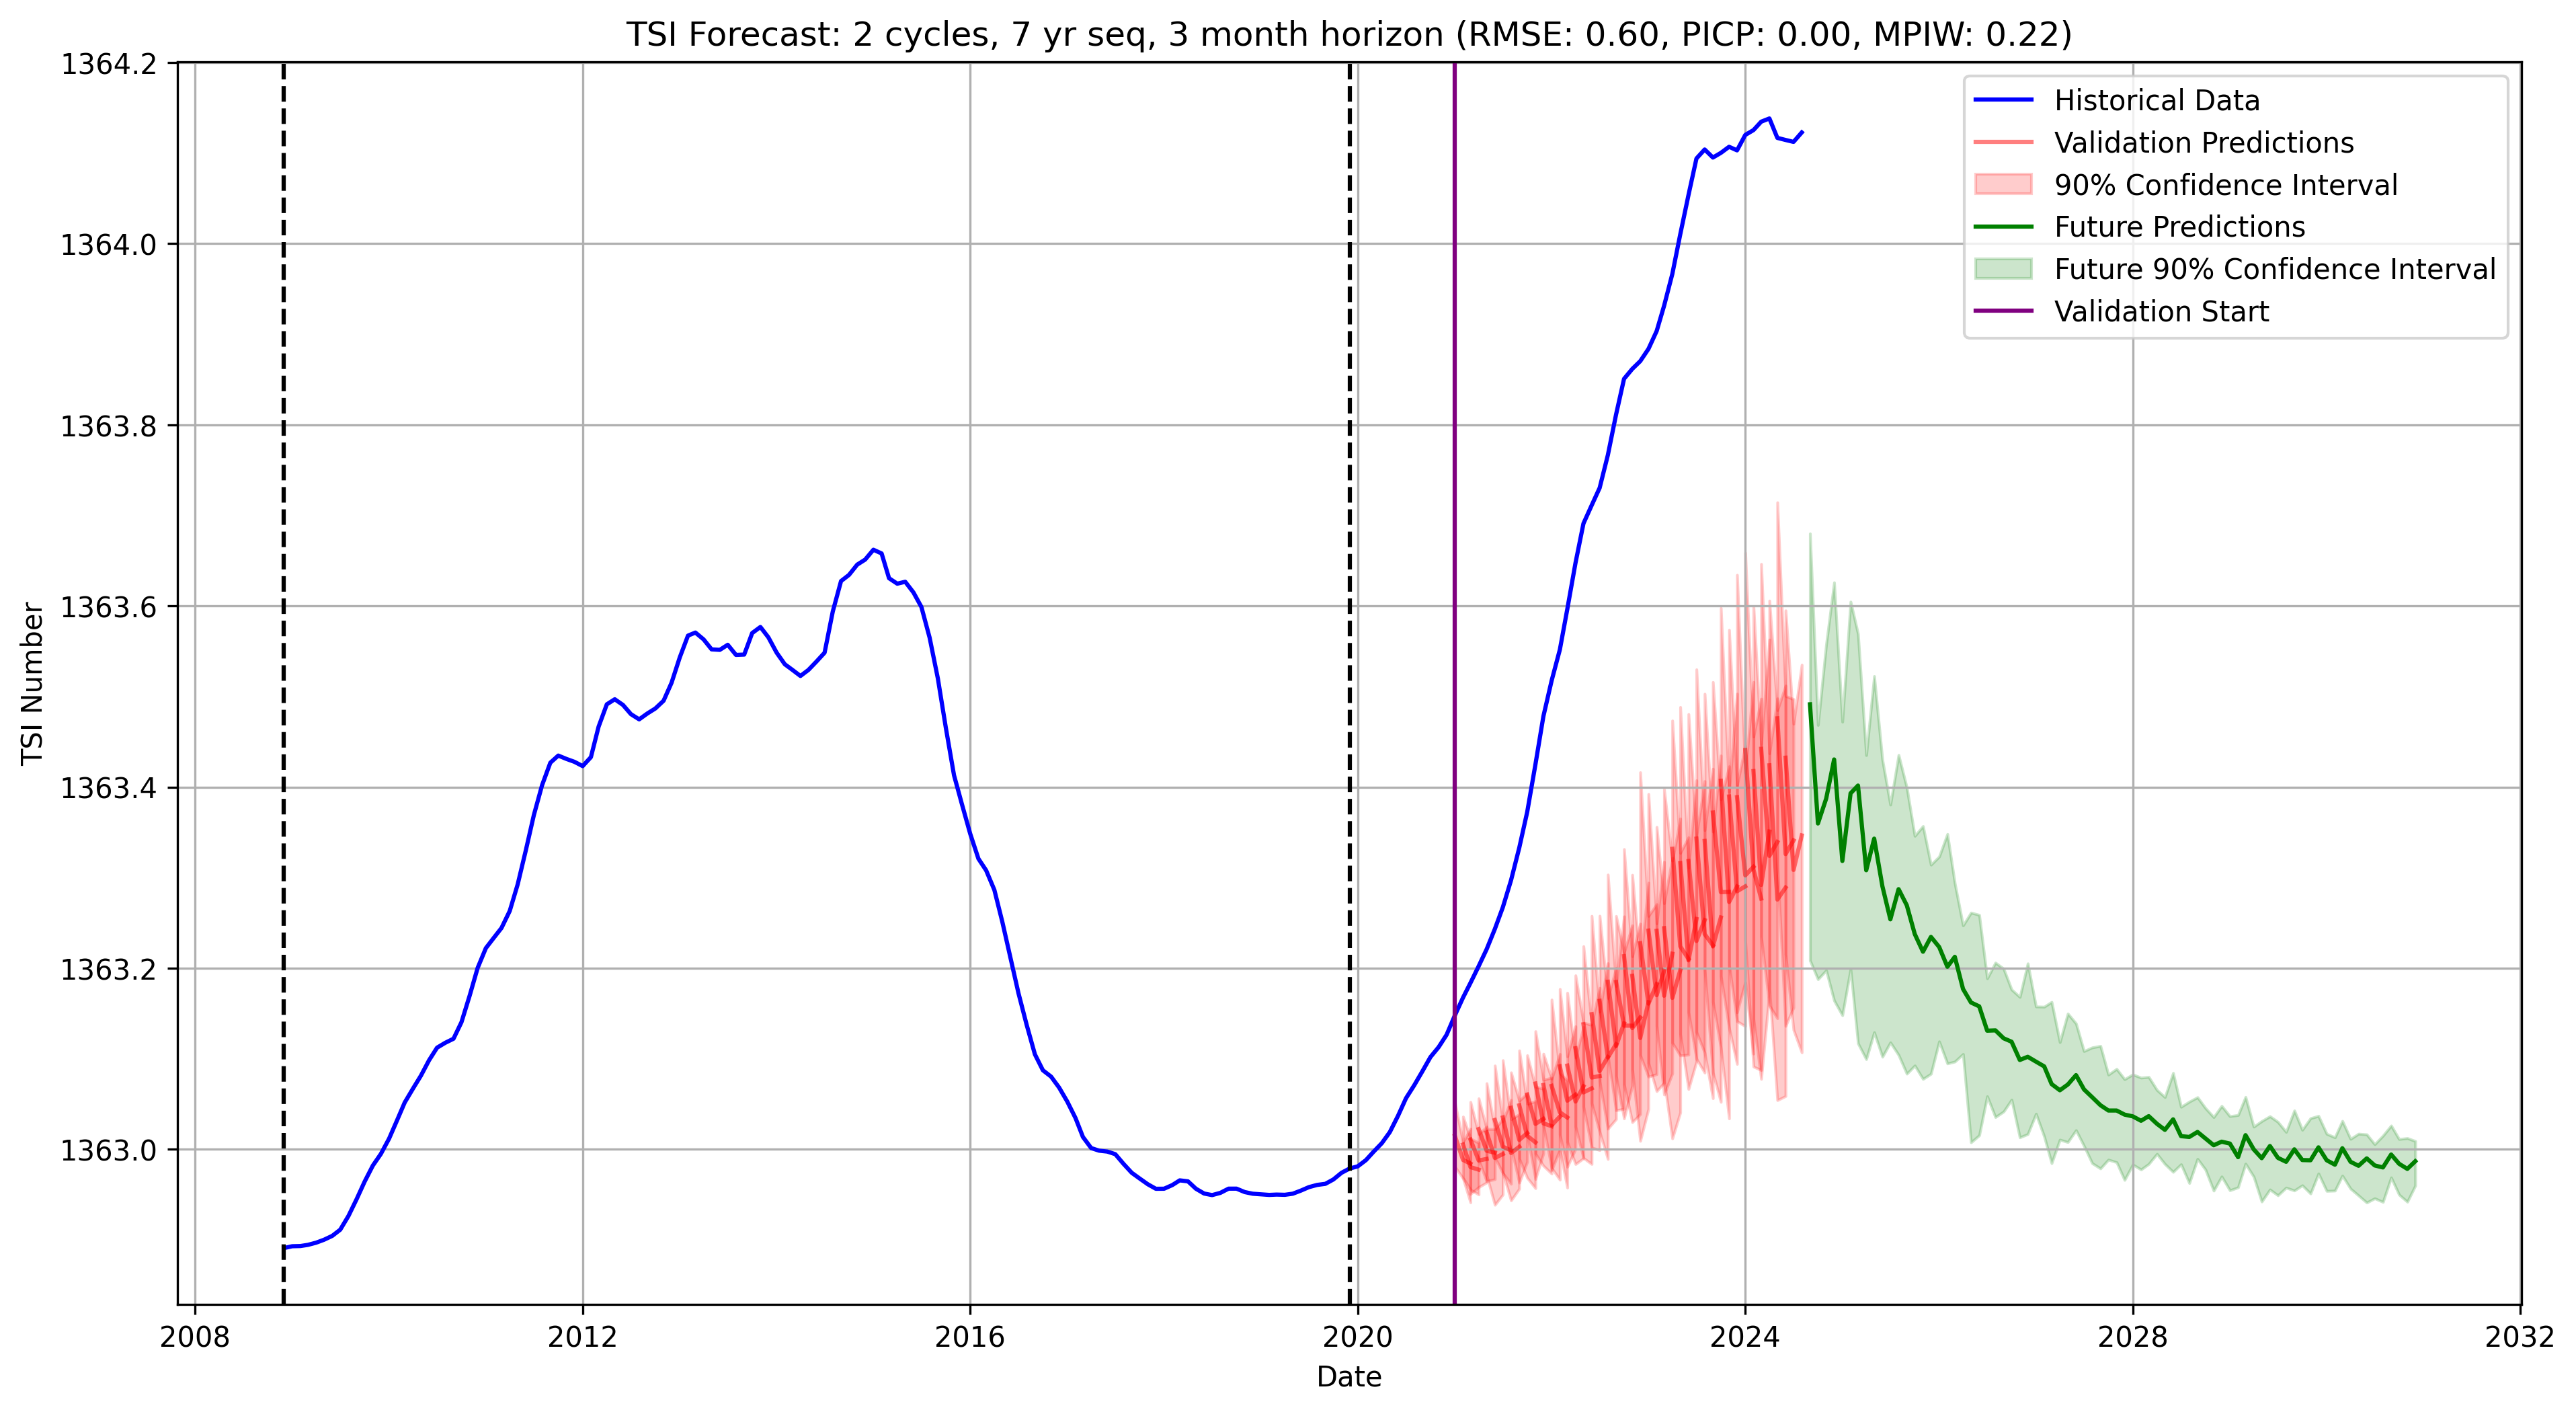 TSI Forecast: 2 cycles, 7 yr seq, 3 month horizon (RMSE: 0.60, PICP: 0.00, MPIW: 0.22)
1364.2
1364.0
1363.8
1363.6
1363.4
1363.2
1363.0
TSI Number
Historical Data
Validation Predictions
90% Confidence Interval
Future Predictions
Future 90% Confidence Interval
Validation Start
2008 2012 2016 2020 2024 2028 2032
Date